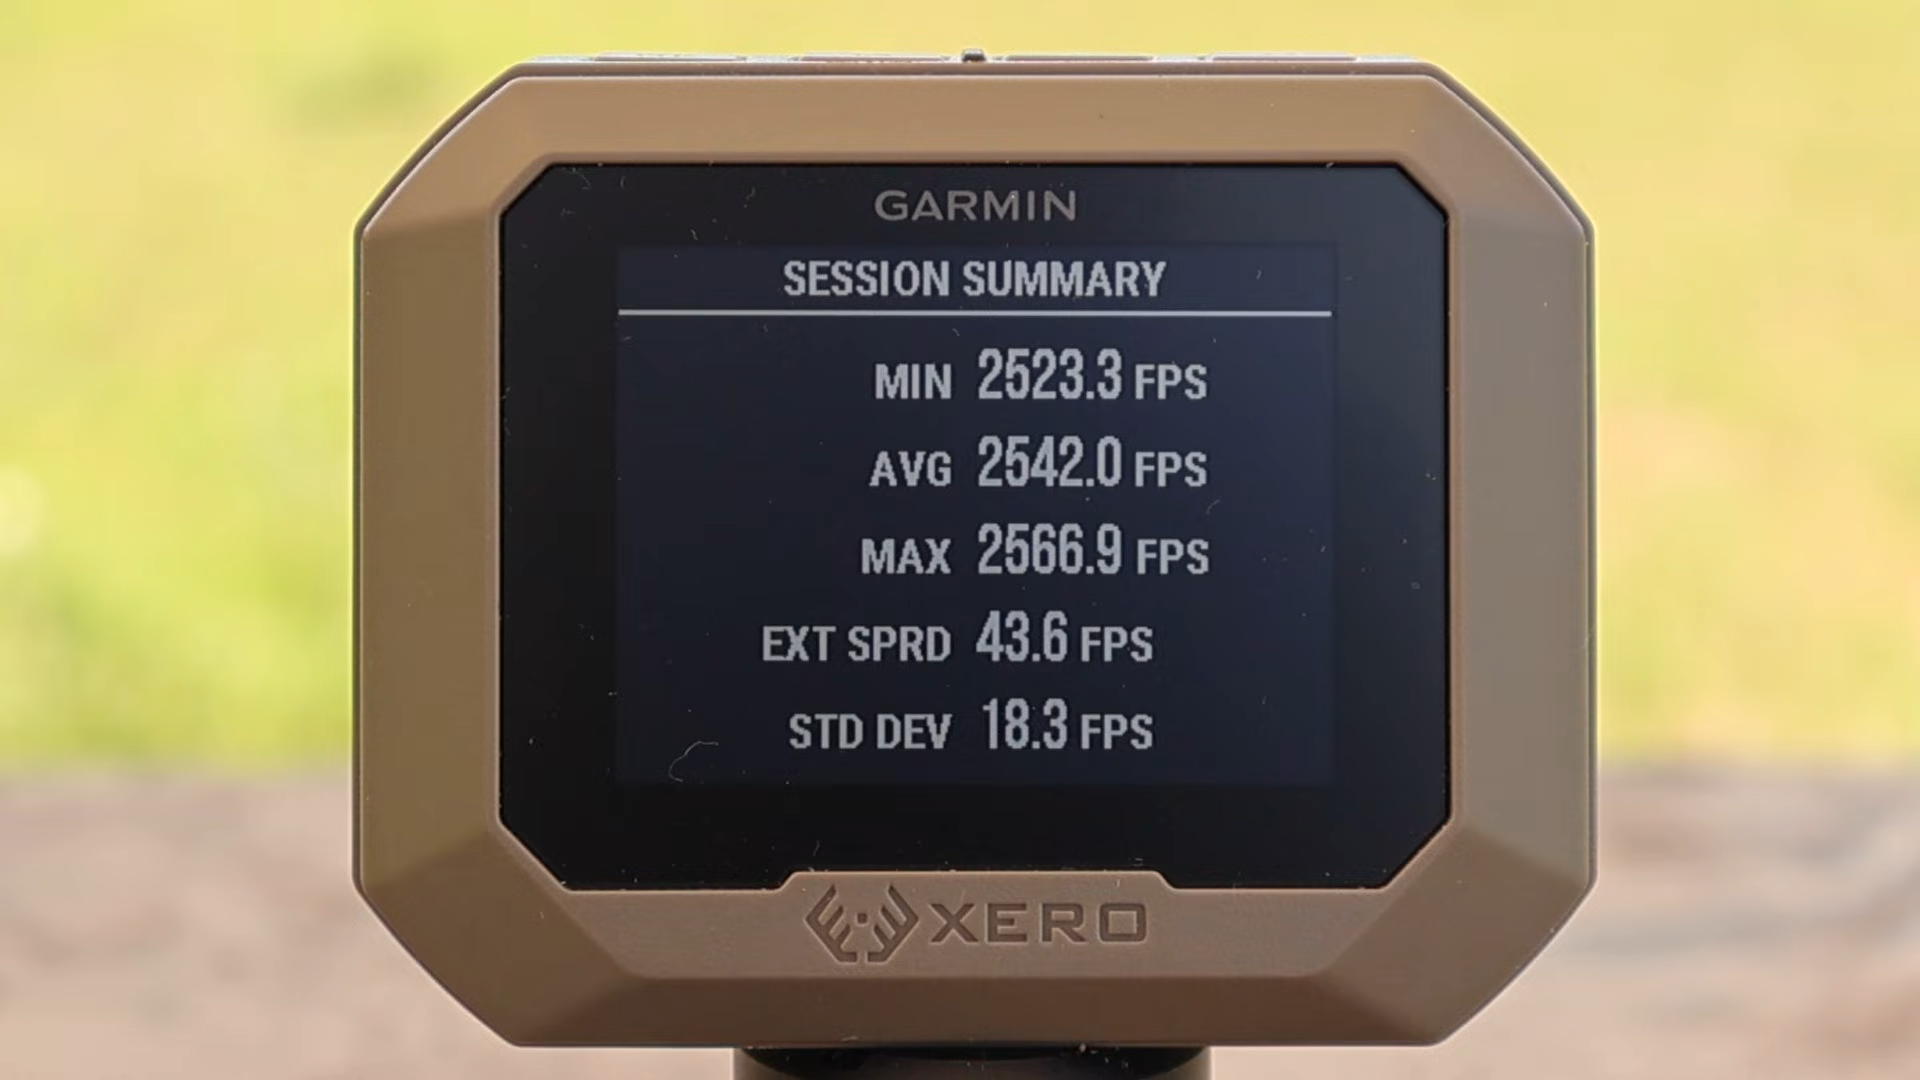 GARMIN
SESSION SUMMARY
MIN 2523.3 FPS
AVG 2542.0 FPS
MAX 2566.9 FPS
EXT SPRD 43.6 FPS
STD DEV 18.3 FPS
XERO